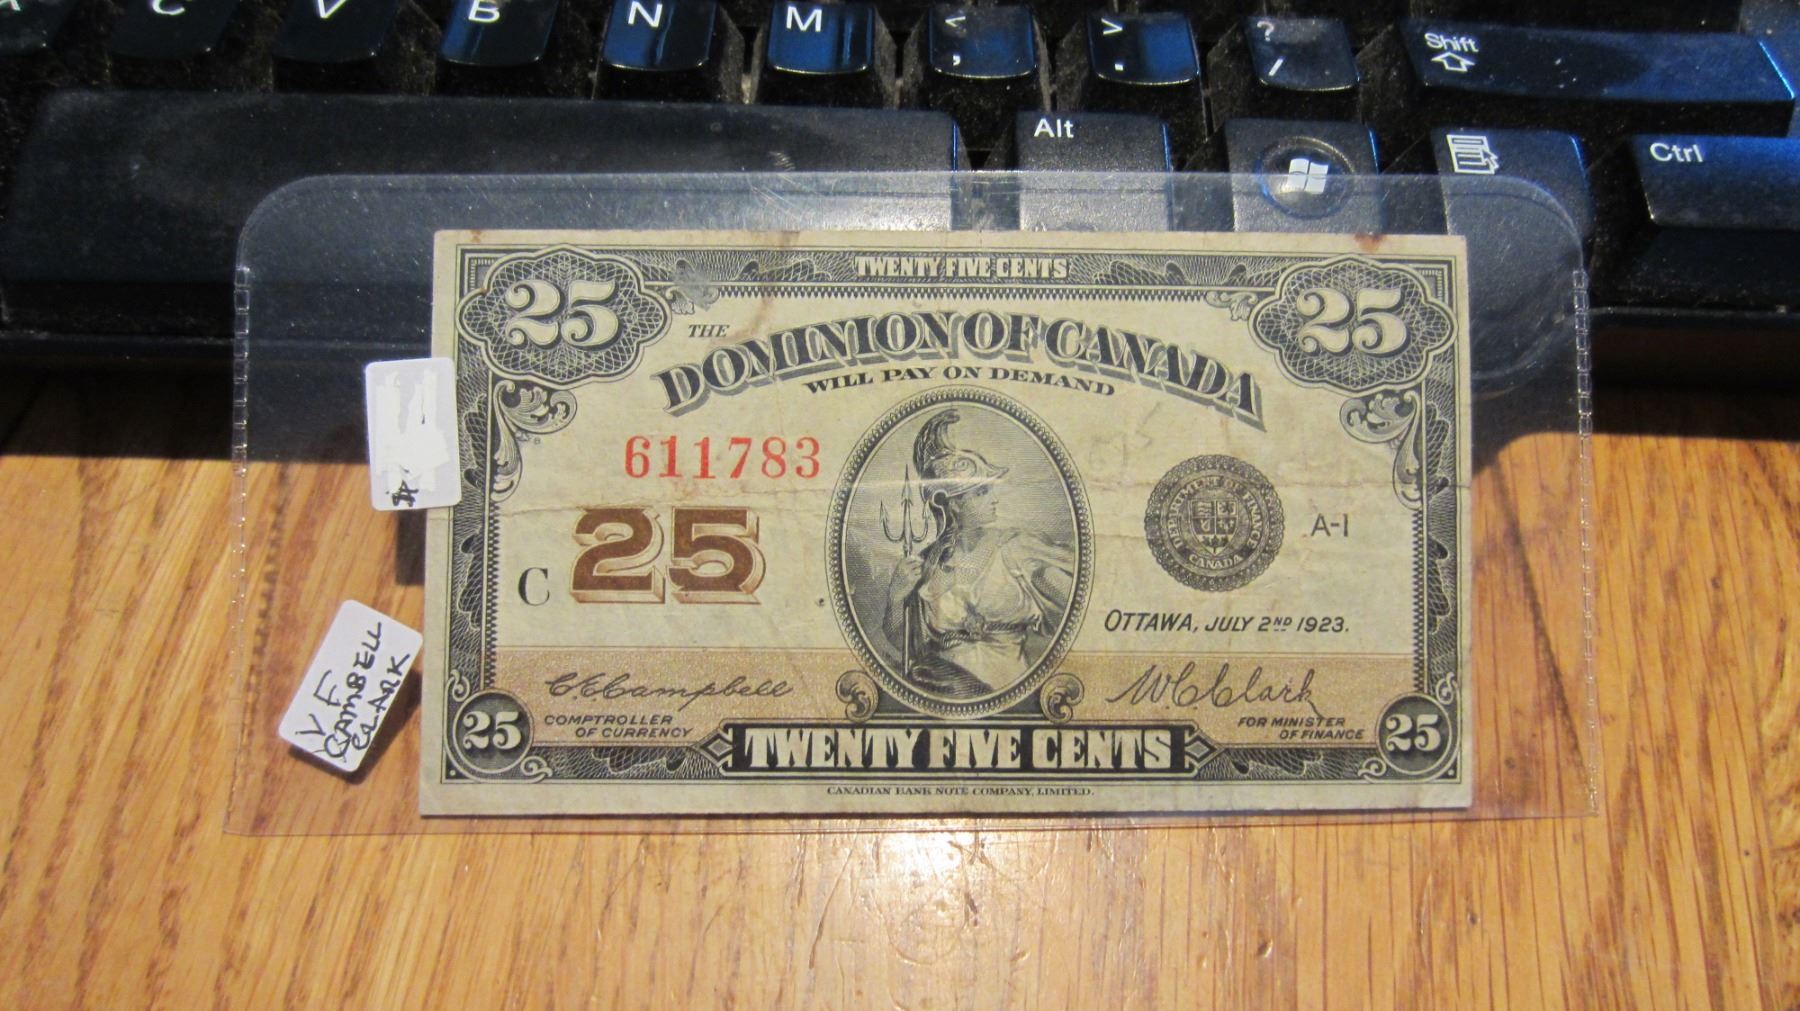 C V B N M < , > . ? / Shift
Alt Ctrl
25 TWENTY FIVE CENTS 25
THE
DOMINION OF CANADA
WILL PAY ON DEMAND
611783
DEPARTMENT OF FINANCE
CANADA
A-1
C 25
OTTAWA, JULY 2ND 1923.
C.E. Campbell
W.C. Clark
COMPTROLLER
OF CURRENCY
FOR MINISTER
OF FINANCE
25 TWENTY FIVE CENTS 25
CANADIAN BANK NOTE COMPANY, LIMITED.
VF
CAMBELL
CLARK